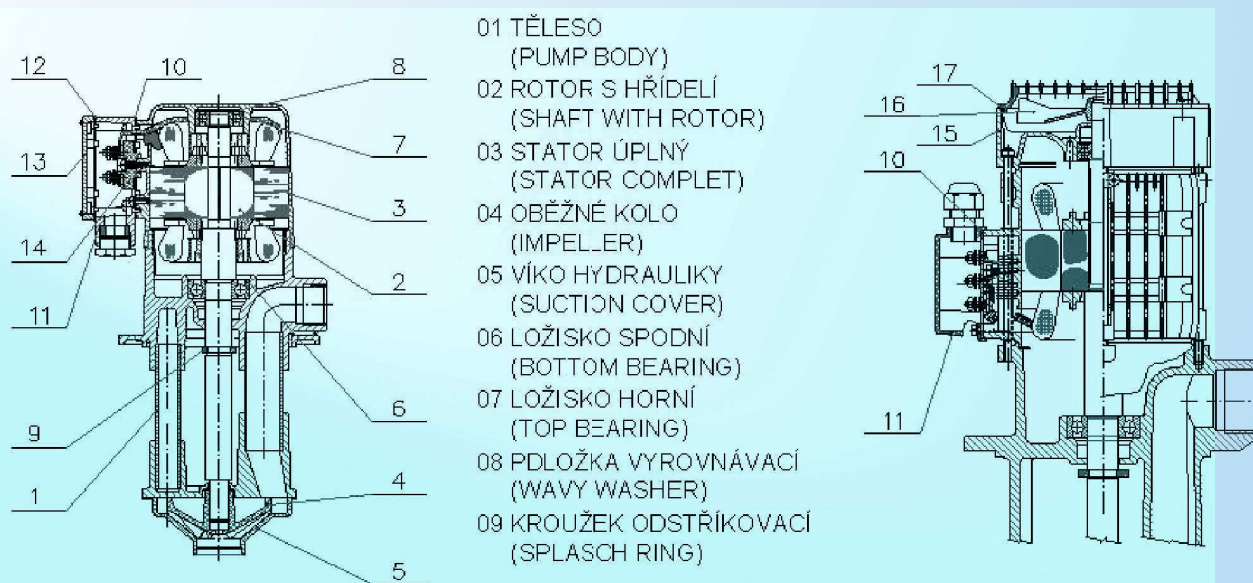 12
10
8
13
7
3
14
2
11
6
9
1
4
5
01 TĚLESO
(PUMP BODY)
02 ROTOR S HŘÍDELÍ
(SHAFT WITH ROTOR)
03 STATOR ÚPLNÝ
(STATOR COMPLET)
04 OBĚŽNÉ KOLO
(IMPELLER)
05 VÍKO HYDRAULIKY
(SUCTION COVER)
06 LOŽISKO SPODNÍ
(BOTTOM BEARING)
07 LOŽISKO HORNÍ
(TOP BEARING)
08 PDLOŽKA VYROVNÁVACÍ
(WAVY WASHER)
09 KROUŽEK ODSTŘÍKOVACÍ
(SPLASCH RING)
17
16
15
10
11